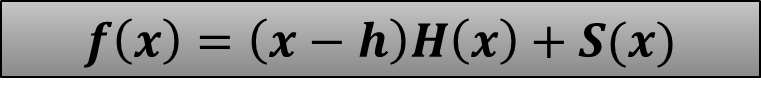 f(x) = (x − h)H(x) + S(x)